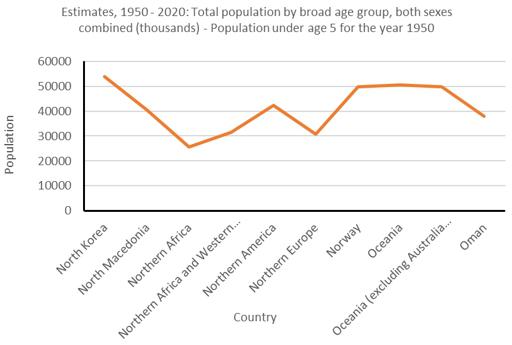 Estimates, 1950 - 2020: Total population by broad age group, both sexes
combined (thousands) - Population under age 5 for the year 1950
Population
60000
50000
40000
30000
20000
10000
0
North Korea
North Macedonia
Northern Africa
Northern Africa and Western...
Northern America
Northern Europe
Norway
Oceania
Oceania (excluding Australia...
Oman
Country